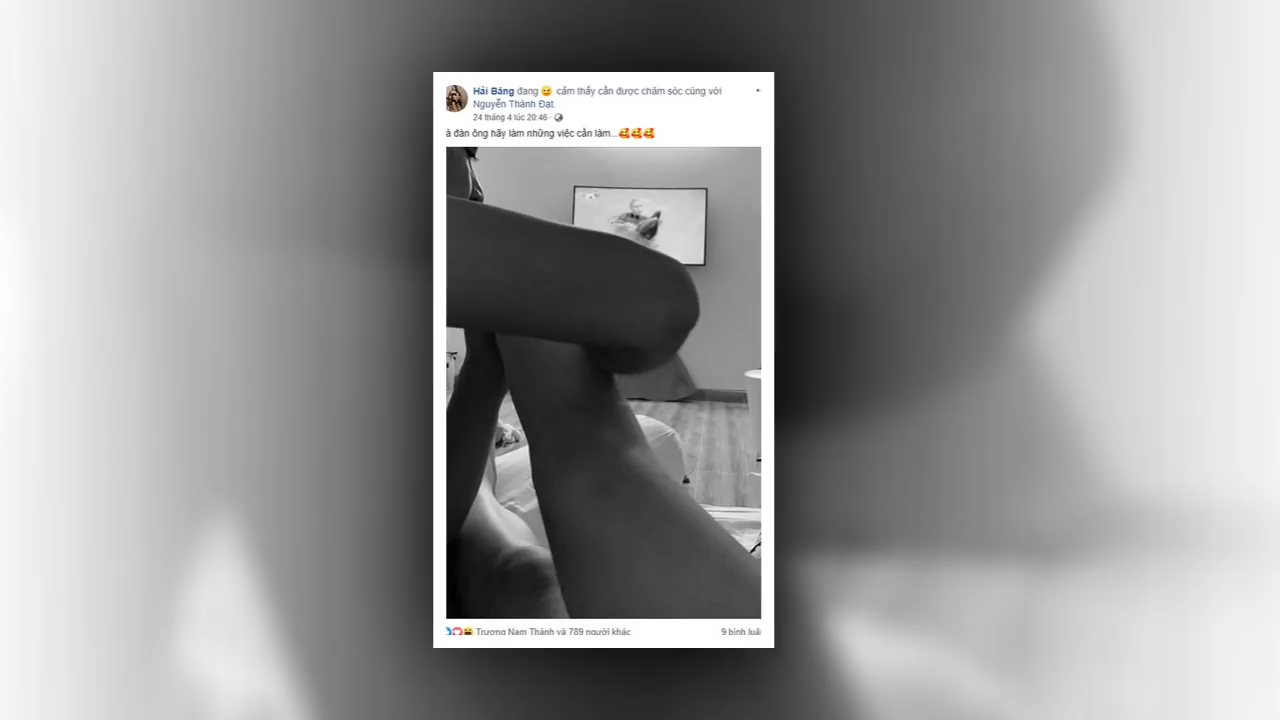 Hải Băng đang cảm thấy cần được chăm sóc cùng với
Nguyễn Thành Đạt.
24 tháng 4 lúc 20:46 ·
à đàn ông hãy làm những việc cần làm...
Trương Nam Thành và 789 người khác
9 bình luâ